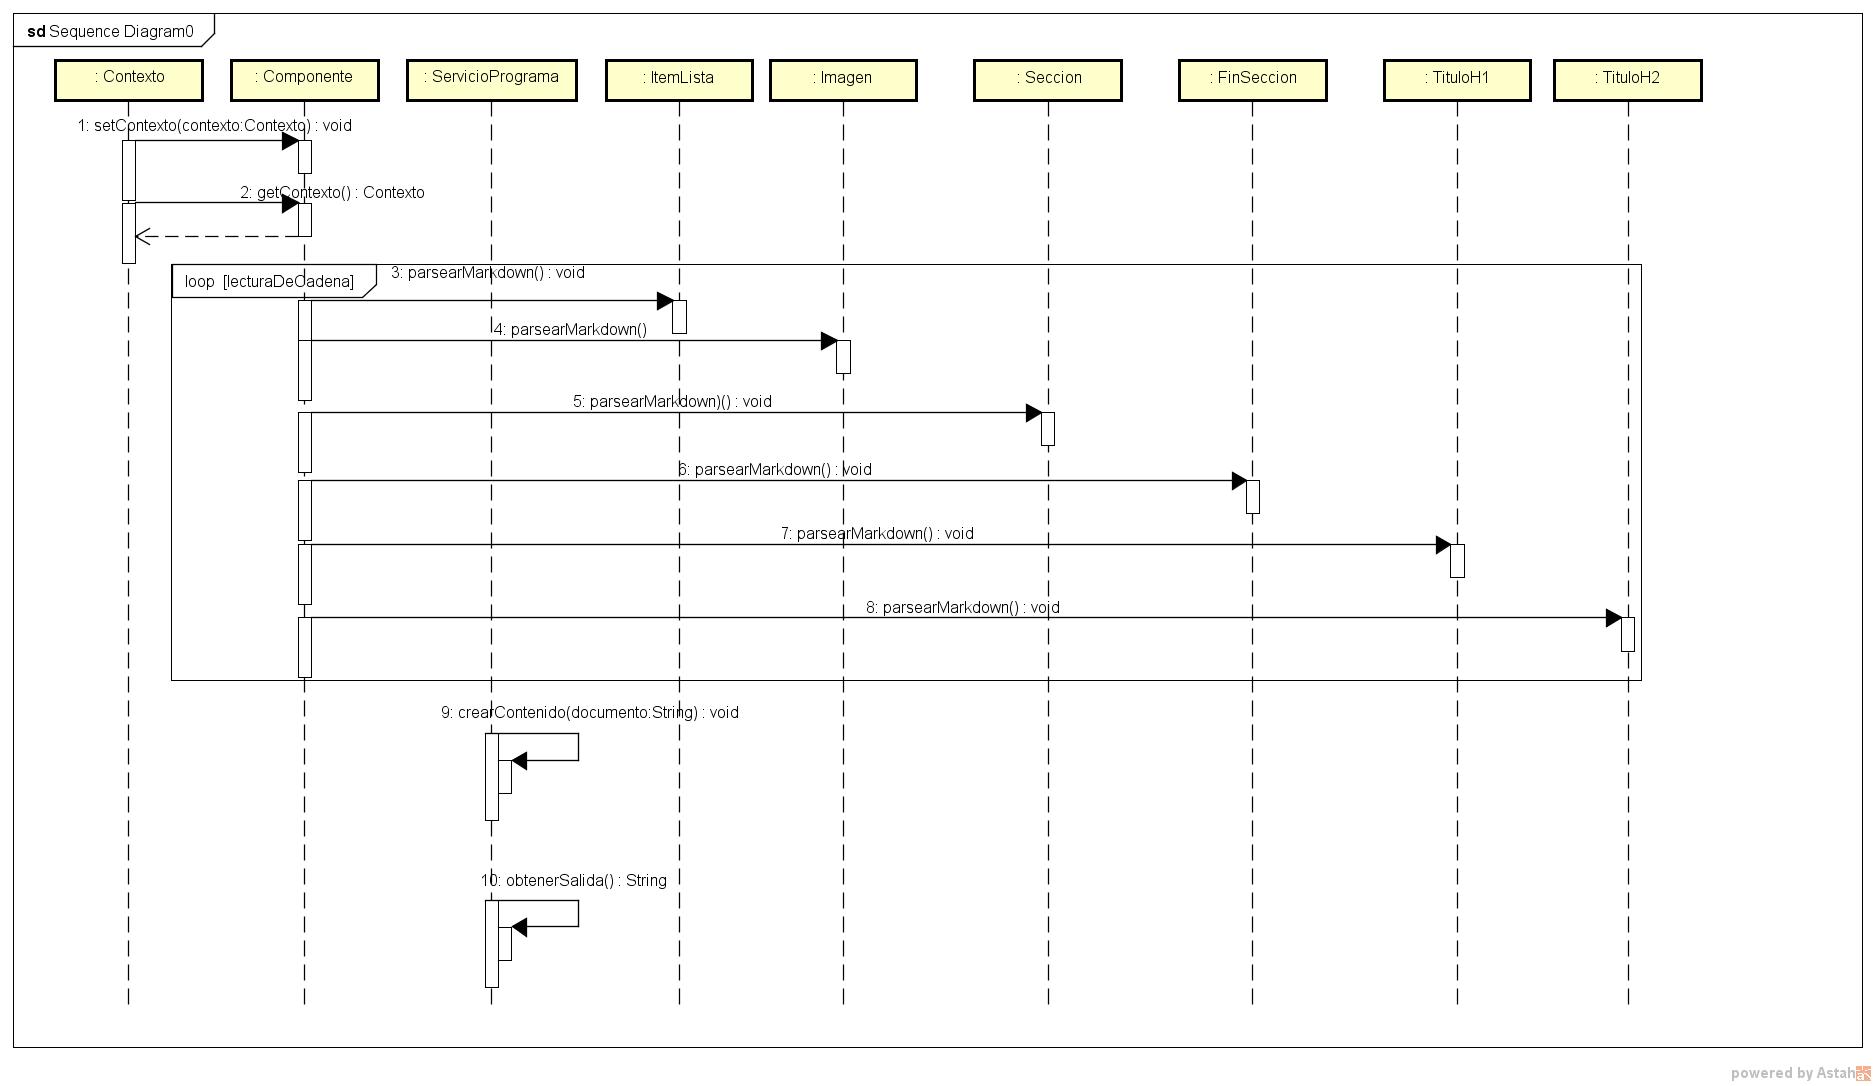 sd Sequence Diagram0
: Contexto
: Componente
: ServicioPrograma
: ItemLista
: Imagen
: Seccion
: FinSeccion
: TituloH1
: TituloH2
1: setContexto(contexto:Contexto) : void
2: getContexto() : Contexto
loop [lecturaDeCadena]
3: parsearMarkdown() : void
4: parsearMarkdown()
5: parsearMarkdown)() : void
6: parsearMarkdown() : void
7: parsearMarkdown() : void
8: parsearMarkdown() : void
9: crearContenido(documento:String) : void
10: obtenerSalida() : String
powered by Astah